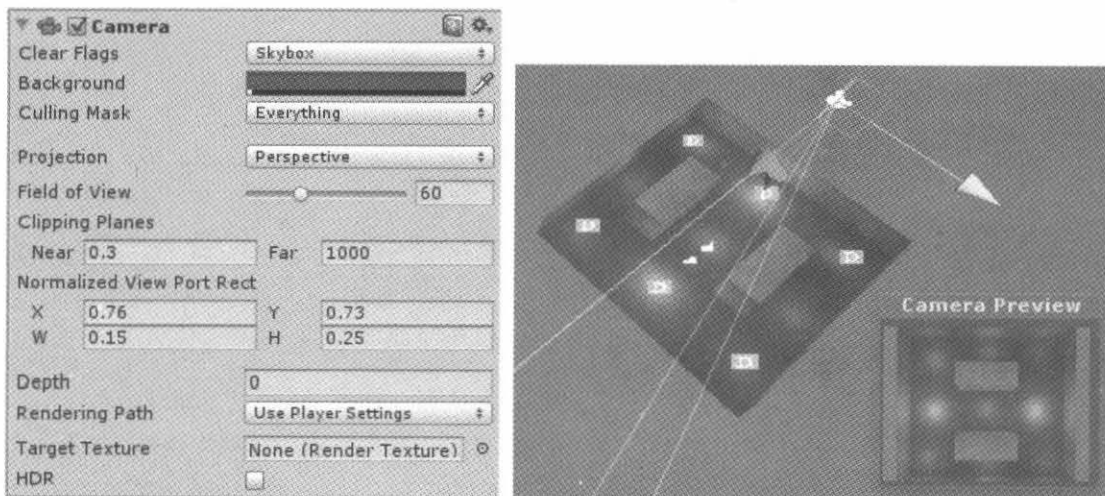 Camera
Clear Flags Skybox
Background
Culling Mask Everything
Projection Perspective
Field of View 60
Clipping Planes
Near 0.3 Far 1000
Normalized View Port Rect
X 0.76 Y 0.73
W 0.15 H 0.25
Depth 0
Rendering Path Use Player Settings
Target Texture None (Render Texture)
HDR
Camera Preview